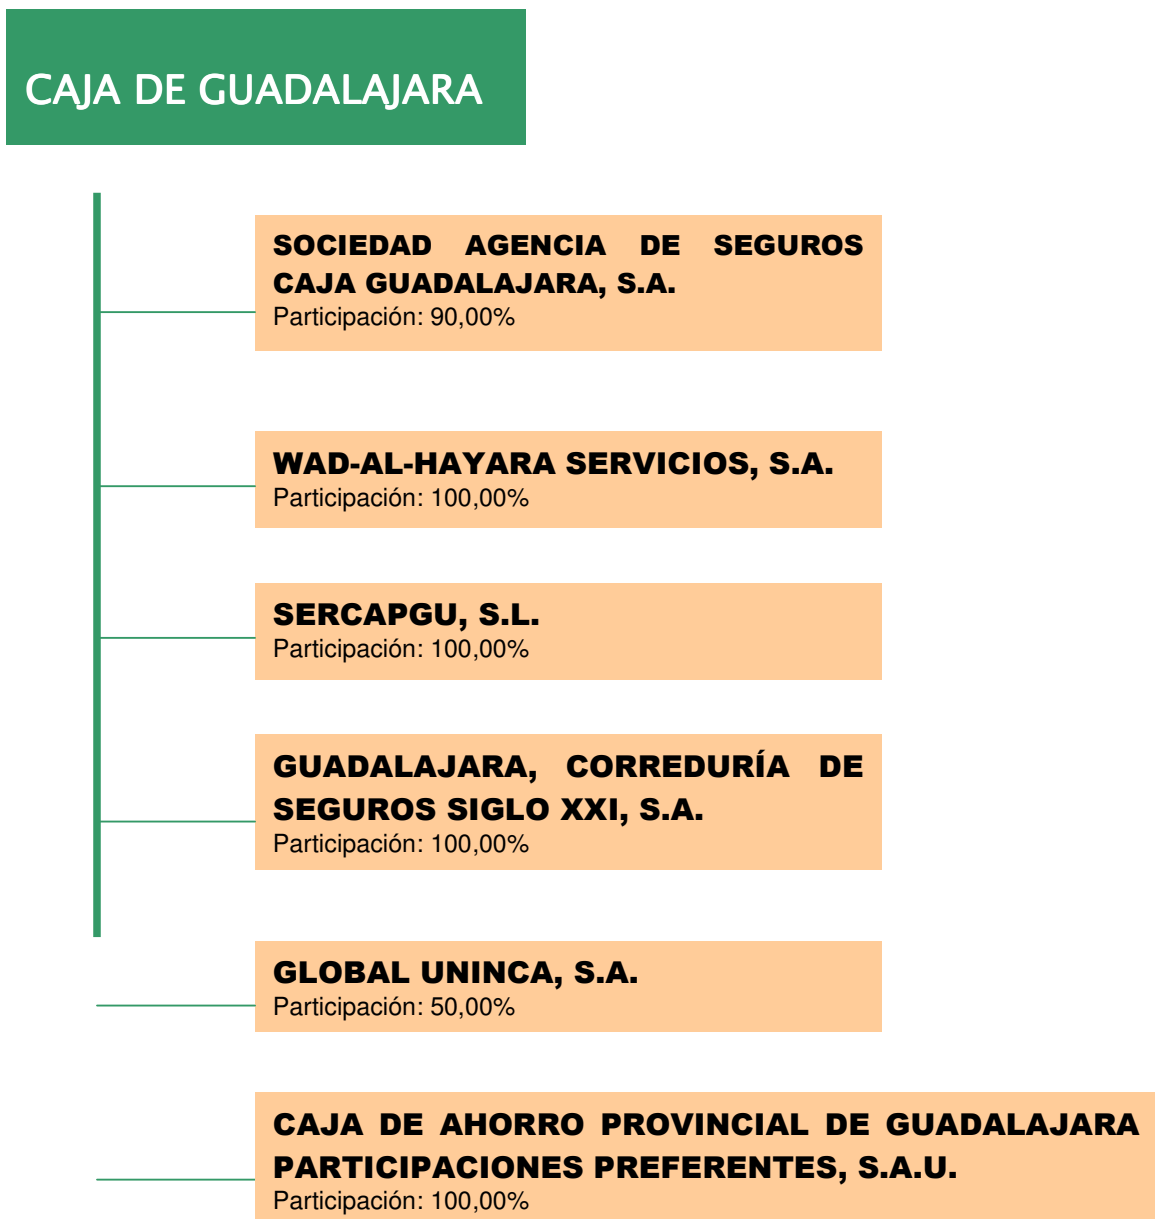 CAJA DE GUADALAJARA
SOCIEDAD AGENCIA DE SEGUROS
CAJA GUADALAJARA, S.A.
Participación: 90,00%
WAD-AL-HAYARA SERVICIOS, S.A.
Participación: 100,00%
SERCAPGU, S.L.
Participación: 100,00%
GUADALAJARA, CORREDURÍA DE
SEGUROS SIGLO XXI, S.A.
Participación: 100,00%
GLOBAL UNINCA, S.A.
Participación: 50,00%
CAJA DE AHORRO PROVINCIAL DE GUADALAJARA
PARTICIPACIONES PREFERENTES, S.A.U.
Participación: 100,00%